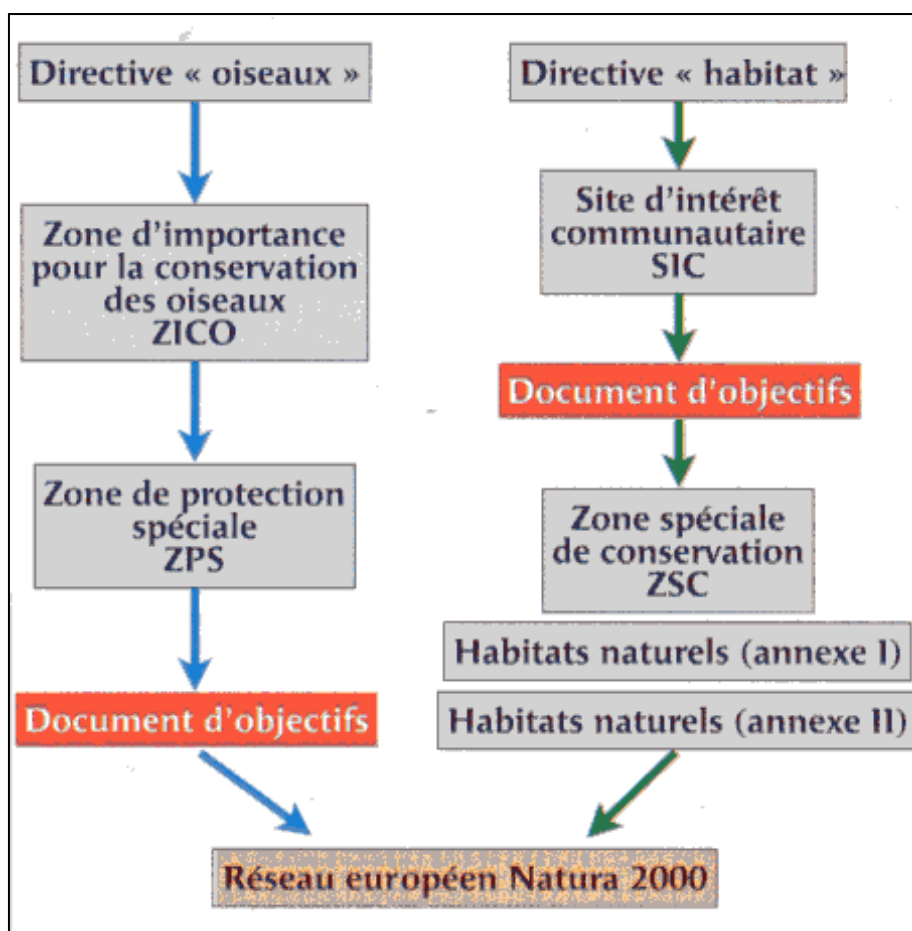 Directive « oiseaux »
Zone d'importance
pour la conservation
des oiseaux
ZICO
Zone de protection
spéciale
ZPS
Document d'objectifs
Directive « habitat »
Site d'intérêt
communautaire
SIC
Document d'objectifs
Zone spéciale
de conservation
ZSC
Habitats naturels (annexe I)
Habitats naturels (annexe II)
Réseau européen Natura 2000